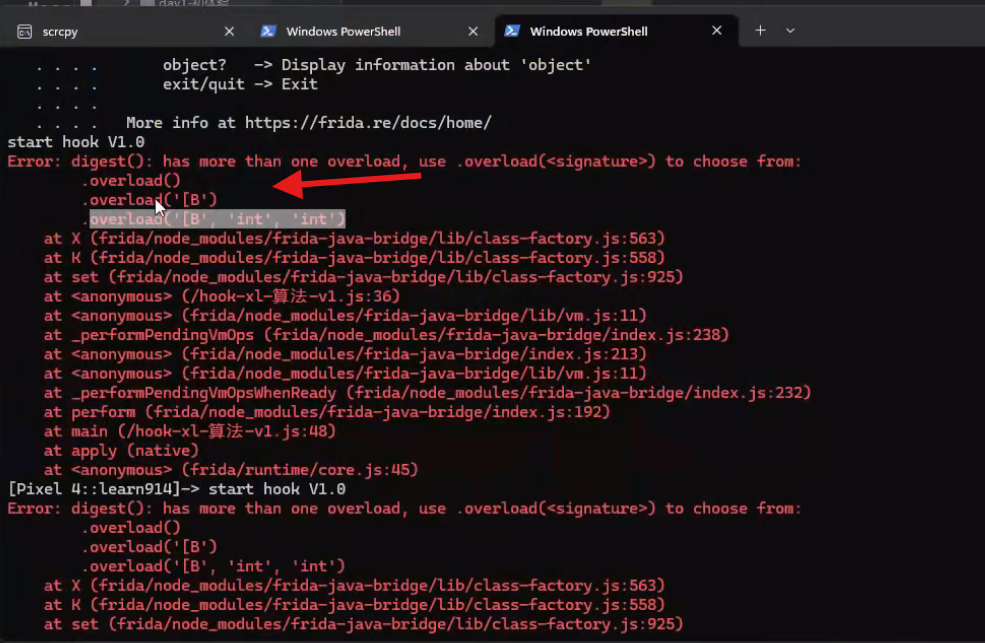 day1-初体验
scrcpy
Windows PowerShell
Windows PowerShell
. . . . object? -> Display information about 'object'
. . . . exit/quit -> Exit
. . . .
. . . . More info at https://frida.re/docs/home/
start hook V1.0
Error: digest(): has more than one overload, use .overload(<signature>) to choose from:
.overload()
.overload('[B')
.overload('[B', 'int', 'int')
at X (frida/node_modules/frida-java-bridge/lib/class-factory.js:563)
at K (frida/node_modules/frida-java-bridge/lib/class-factory.js:558)
at set (frida/node_modules/frida-java-bridge/lib/class-factory.js:925)
at <anonymous> (/hook-xl-算法-v1.js:36)
at <anonymous> (frida/node_modules/frida-java-bridge/lib/vm.js:11)
at _performPendingVmOps (frida/node_modules/frida-java-bridge/index.js:238)
at <anonymous> (frida/node_modules/frida-java-bridge/index.js:213)
at <anonymous> (frida/node_modules/frida-java-bridge/lib/vm.js:11)
at _performPendingVmOpsWhenReady (frida/node_modules/frida-java-bridge/index.js:232)
at perform (frida/node_modules/frida-java-bridge/index.js:192)
at main (/hook-xl-算法-v1.js:48)
at apply (native)
at <anonymous> (frida/runtime/core.js:45)
[Pixel 4::learn914]-> start hook V1.0
Error: digest(): has more than one overload, use .overload(<signature>) to choose from:
.overload()
.overload('[B')
.overload('[B', 'int', 'int')
at X (frida/node_modules/frida-java-bridge/lib/class-factory.js:563)
at K (frida/node_modules/frida-java-bridge/lib/class-factory.js:558)
at set (frida/node_modules/frida-java-bridge/lib/class-factory.js:925)